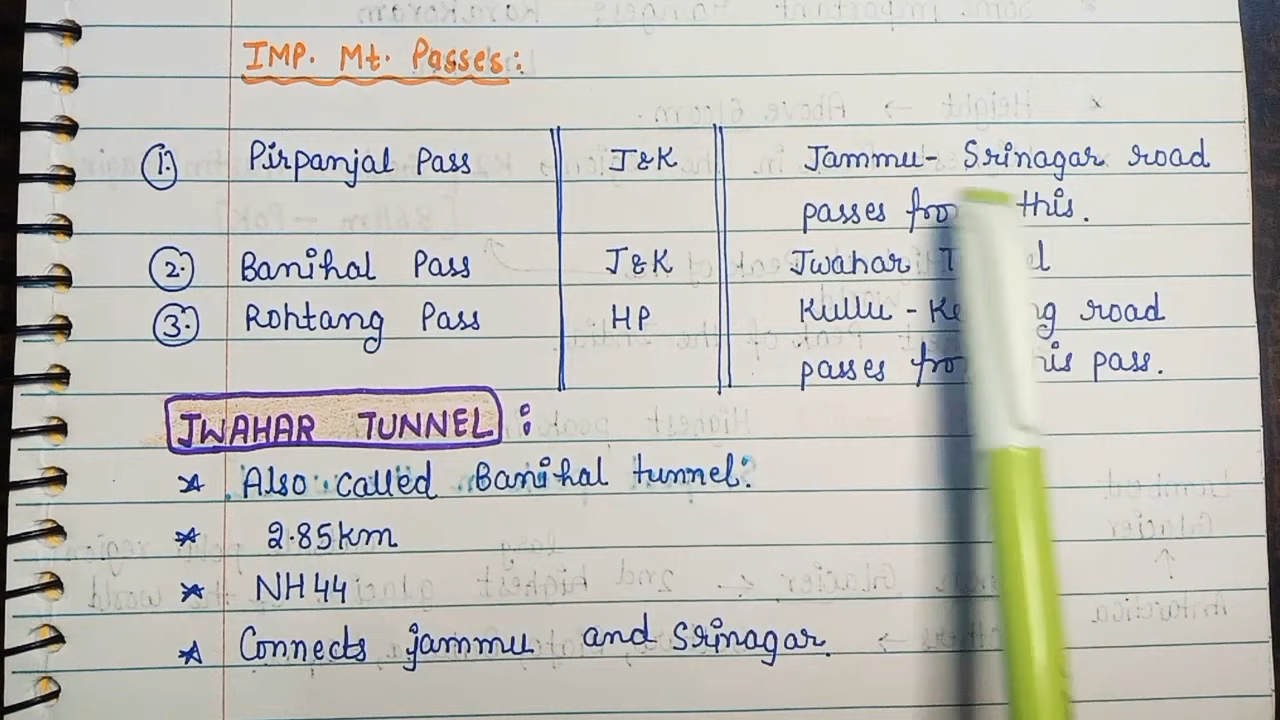 IMP. Mt. Passes:
1. Pirpanjal Pass J&K Jammu- Srinagar road
passes this.
2. Banihal Pass J&K Jwahar
3. Rohtang Pass HP Kullu - road
passes pass.
JWAHAR TUNNEL:
* Also called Banihal tunnel:
* 2.85km
* NH44
* Connects jammu and Srinagar.